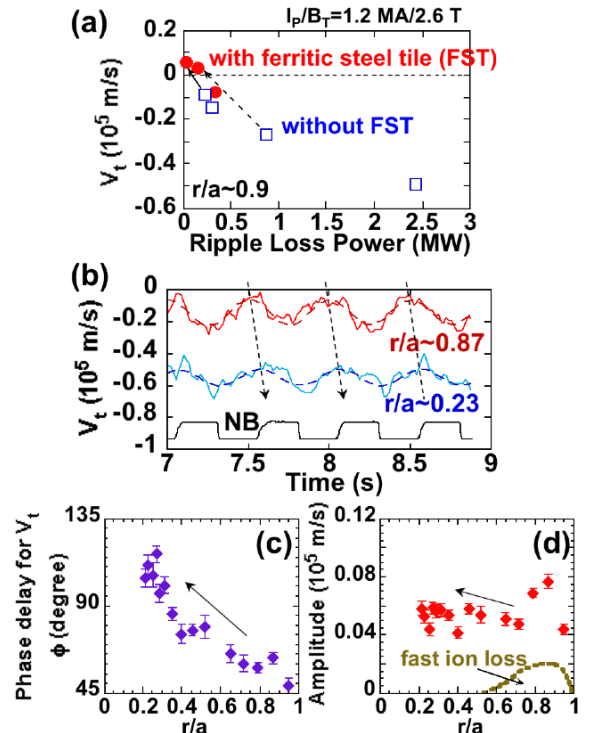 (a)
I_P/B_T=1.2 MA/2.6 T
with ferritic steel tile (FST)
without FST
r/a~0.9
V_t (10^5 m/s)
0.2
0
-0.2
-0.4
-0.6
0 0.5 1 1.5 2 2.5 3
Ripple Loss Power (MW)
(b)
r/a~0.87
r/a~0.23
NB
V_t (10^5 m/s)
0
-0.2
-0.4
-0.6
-0.8
-1
7 7.5 8 8.5 9
Time (s)
(c)
Phase delay for V_t
ϕ (degree)
135
90
45
0 0.2 0.4 0.6 0.8 1
r/a
(d)
Amplitude (10^5 m/s)
0.12
0.08
0.04
0
fast ion loss
0 0.2 0.4 0.6 0.8 1
r/a